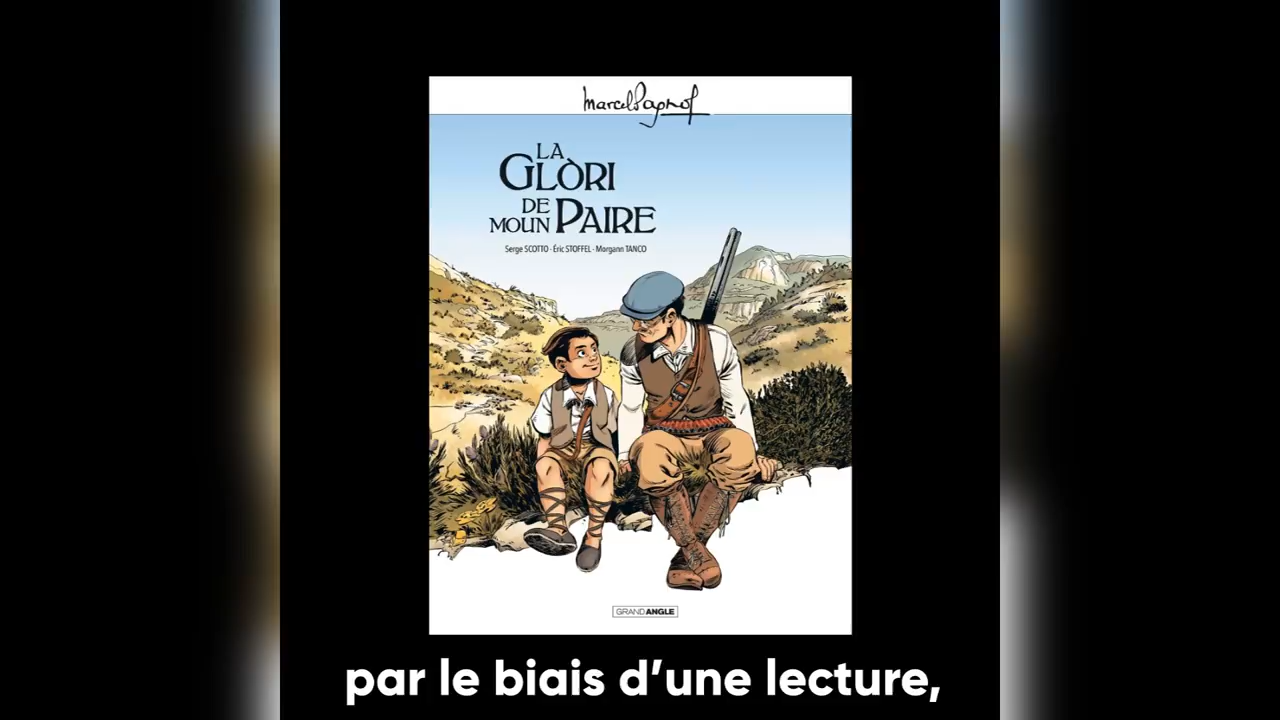 Marcel Pagnol
LA
GLÒRI
DE
MOUN PAIRE
Serge SCOTTO - Éric STOFFEL - Morgann TANCO
GRAND ANGLE
par le biais d’une lecture,